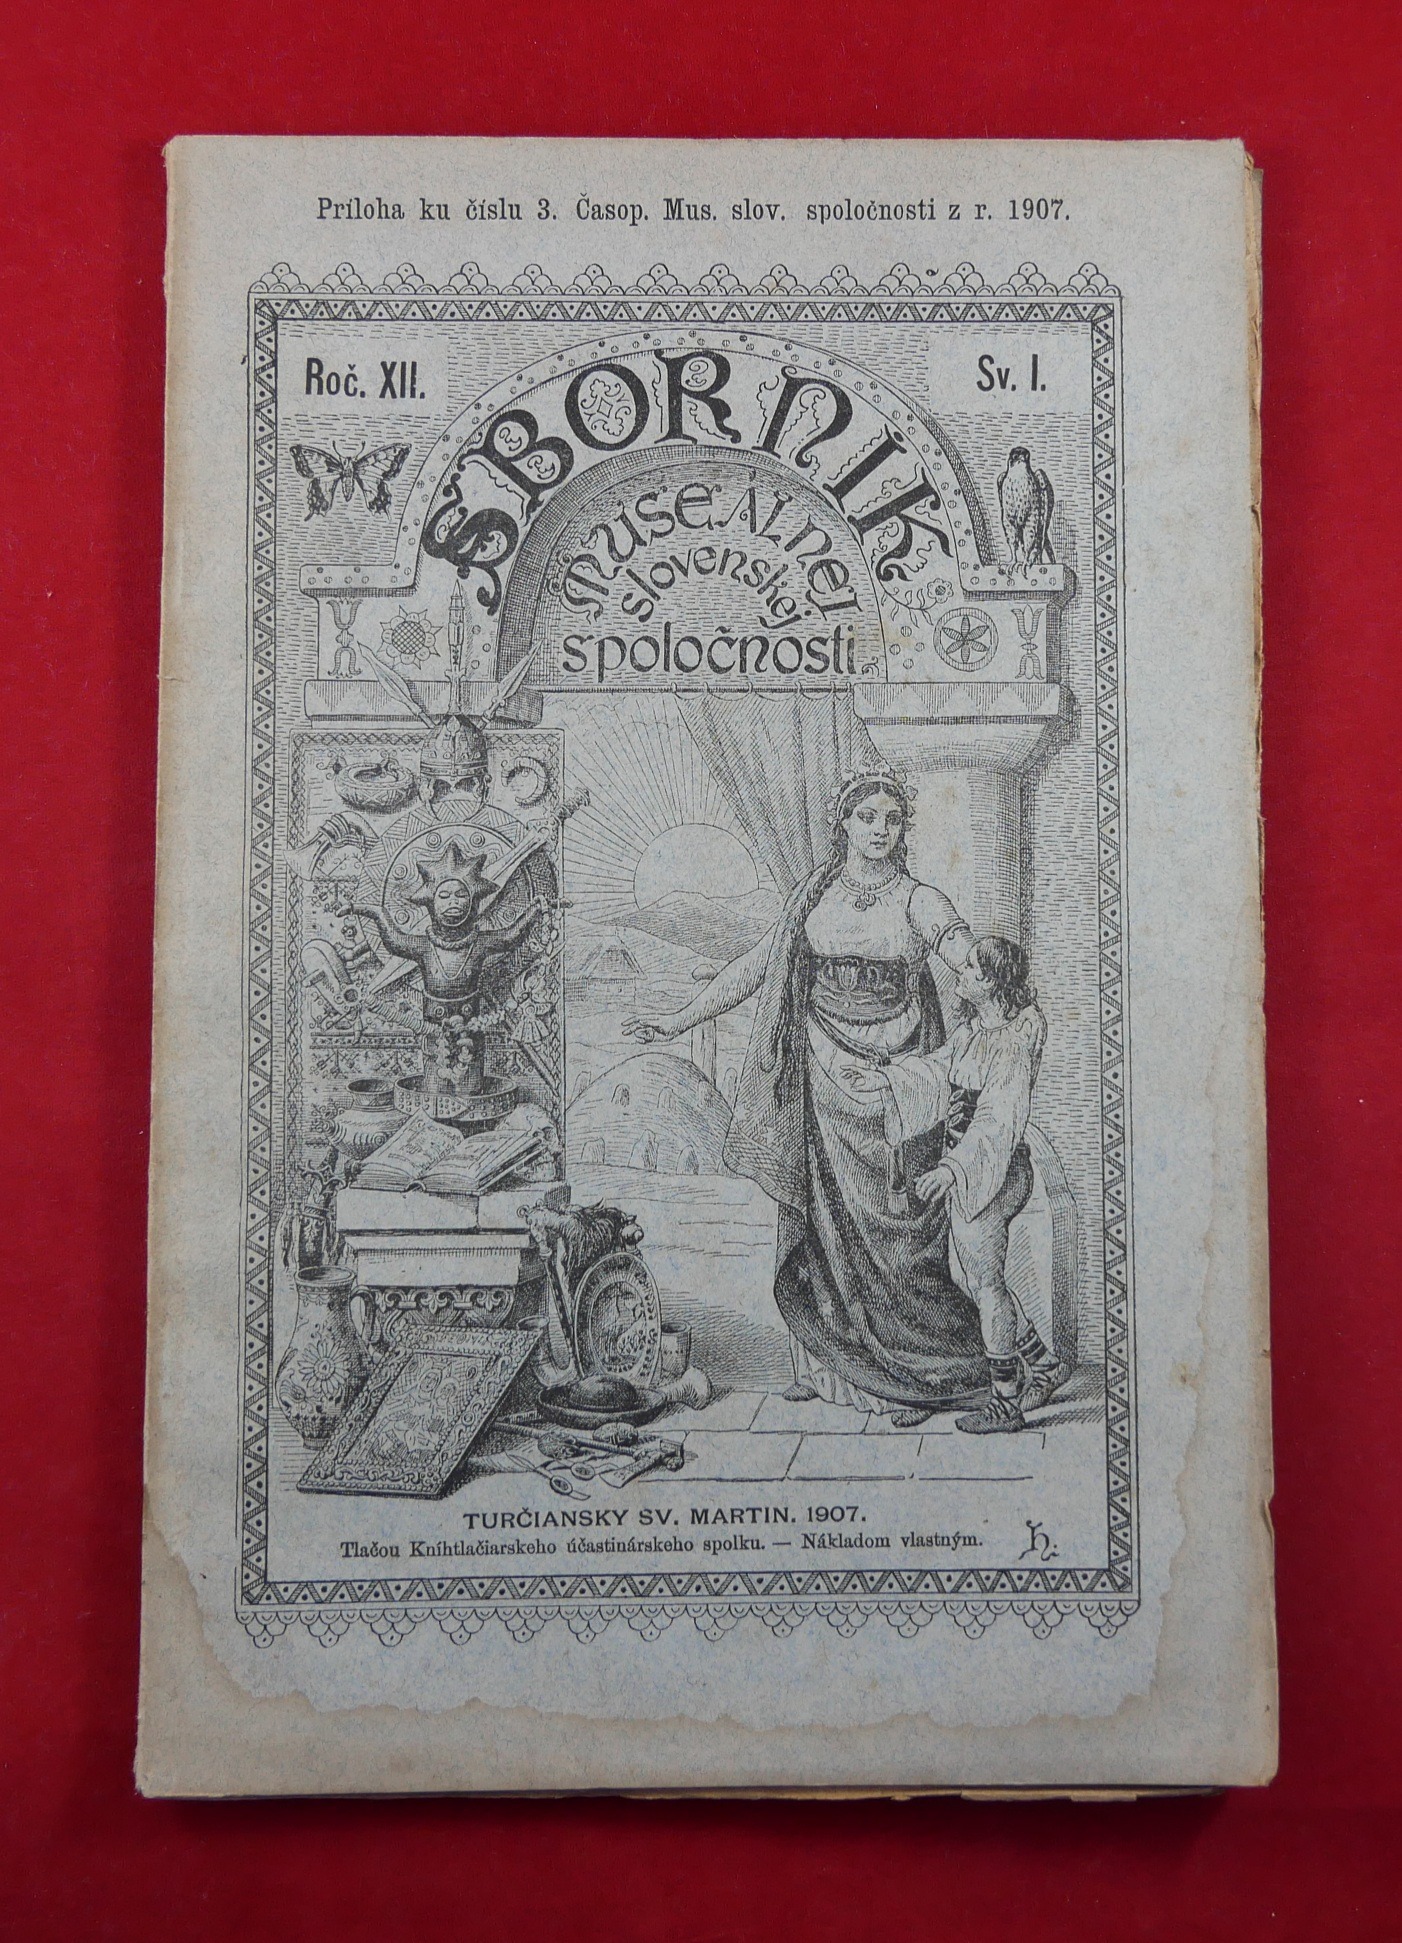 Príloha ku číslu 3. Časop. Mus. slov. spoločnosti z r. 1907.
Roč. XII.
Sv. I.
SBORNIK
MUSEÁLNEJ
slovenskej
spoločnosti
TURČIANSKY SV. MARTIN. 1907.
Tlačou Kníhtlačiarskeho účastinárskeho spolku. — Nákladom vlastným.